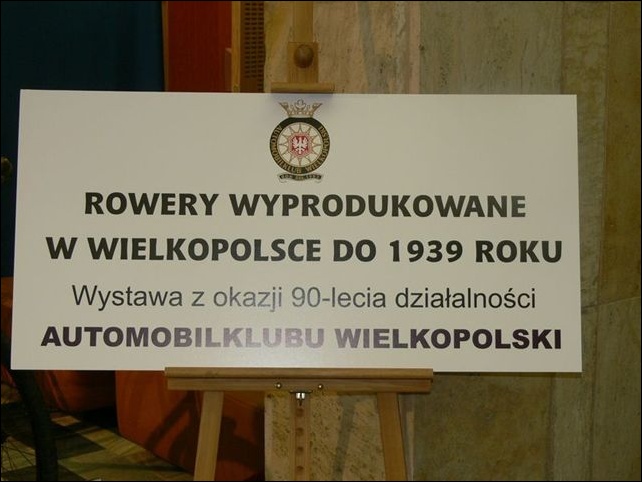 ROWERY WYPRODUKOWANE
W WIELKOPOLSCE DO 1939 ROKU
Wystawa z okazji 90-lecia działalności
AUTOMOBILKLUBU WIELKOPOLSKI